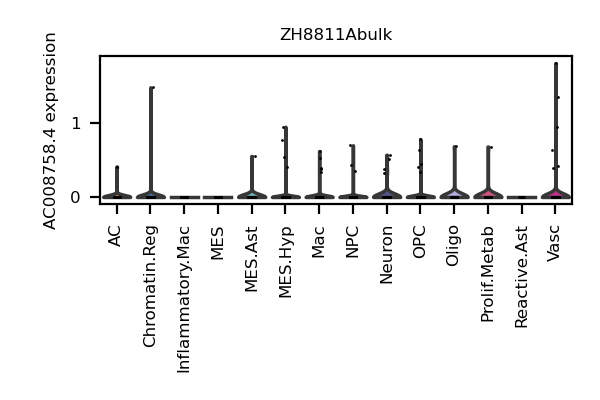 ZH8811Abulk
AC008758.4 expression
1
0
AC
Chromatin.Reg
Inflammatory.Mac
MES
MES.Ast
MES.Hyp
Mac
NPC
Neuron
OPC
Oligo
Prolif.Metab
Reactive.Ast
Vasc